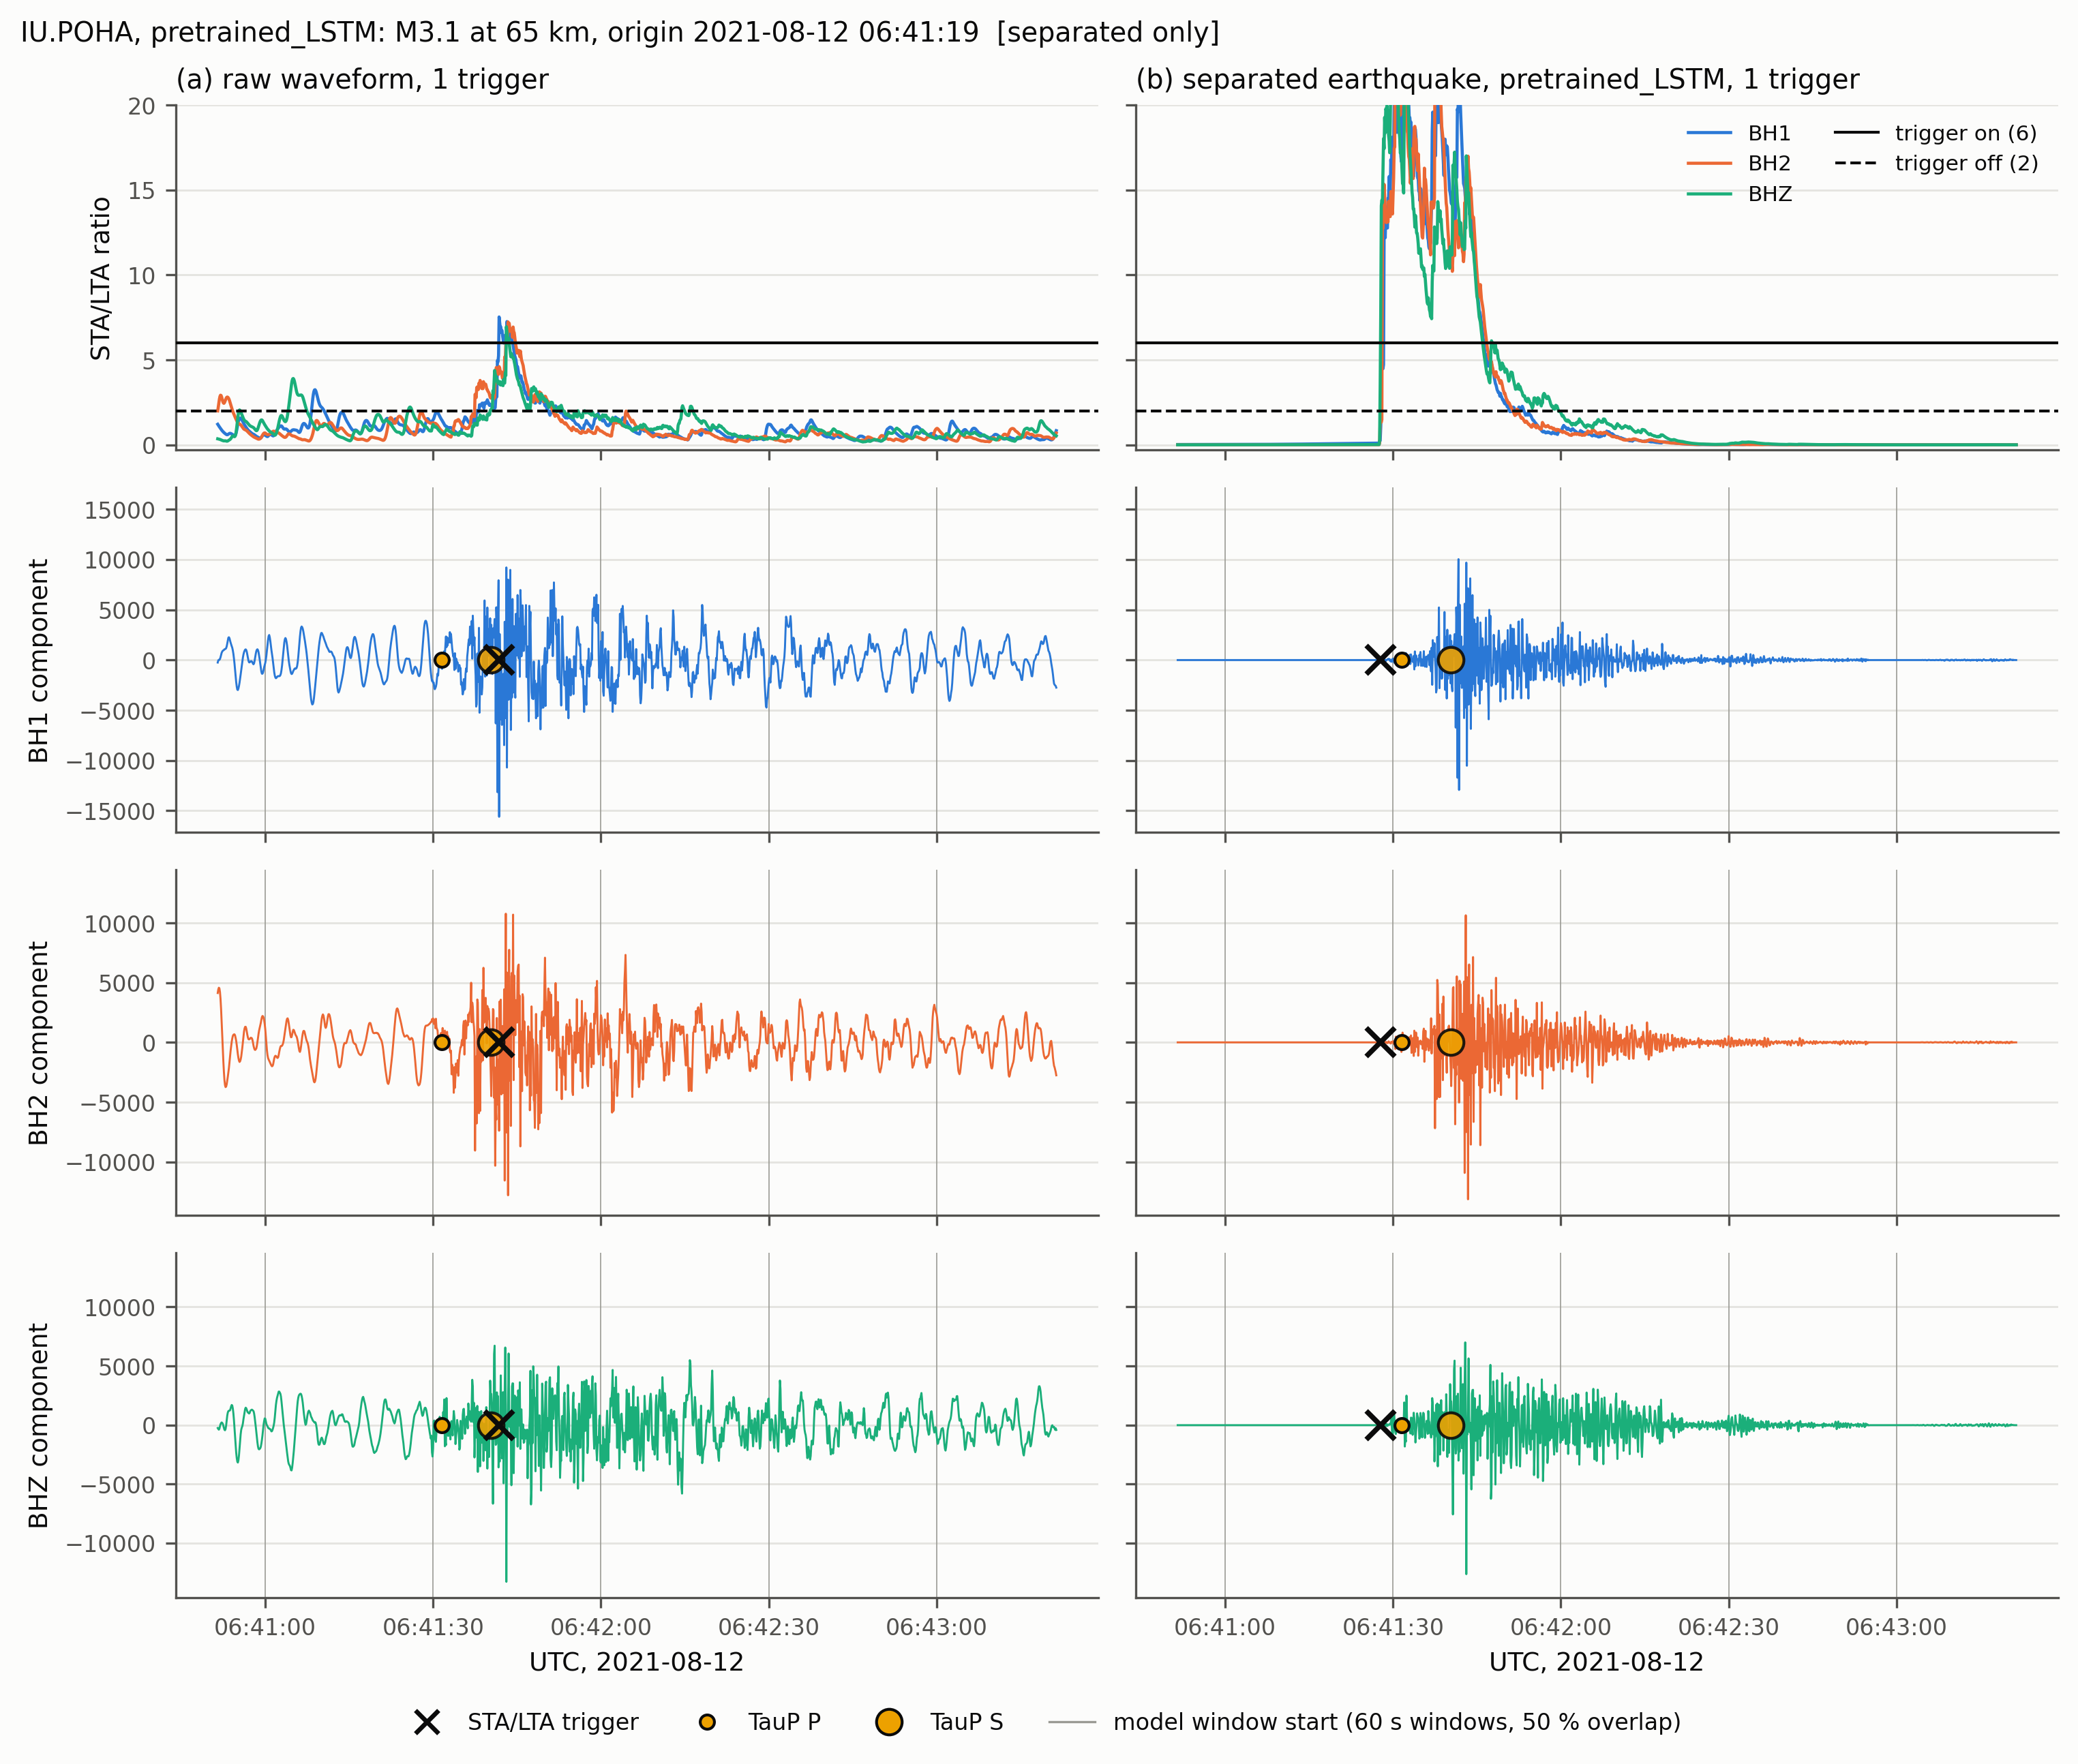 IU.POHA, pretrained_LSTM: M3.1 at 65 km, origin 2021-08-12 06:41:19 [separated only]
(a) raw waveform, 1 trigger
(b) separated earthquake, pretrained_LSTM, 1 trigger
STA/LTA ratio
20
15
10
5
0
BH1
BH2
BHZ
trigger on (6)
trigger off (2)
BH1 component
15000
10000
5000
0
−5000
−10000
−15000
BH2 component
10000
5000
0
−5000
−10000
BHZ component
10000
5000
0
−5000
−10000
06:41:00 06:41:30 06:42:00 06:42:30 06:43:00
UTC, 2021-08-12
06:41:00 06:41:30 06:42:00 06:42:30 06:43:00
UTC, 2021-08-12
STA/LTA trigger TauP P TauP S model window start (60 s windows, 50 % overlap)